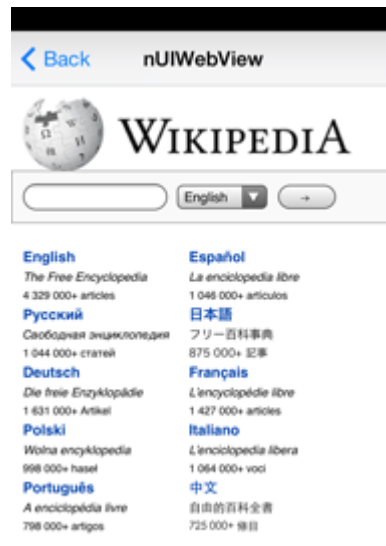 Back nUIWebView
WIKIPEDIA
English →
English
The Free Encyclopedia
4 329 000+ articles
Español
La enciclopedia libre
1 046 000+ artículos
Русский
Свободная энциклопедия
1 044 000+ статей
日本語
フリー百科事典
875 000+ 記事
Deutsch
Die freie Enzyklopädie
1 631 000+ Artikel
Français
L'encyclopédie libre
1 427 000+ articles
Polski
Wolna encyklopedia
998 000+ haseł
Italiano
L'enciclopedia libera
1 064 000+ voci
Português
A enciclopédia livre
798 000+ artigos
中文
自由的百科全書
725 000+ 條目